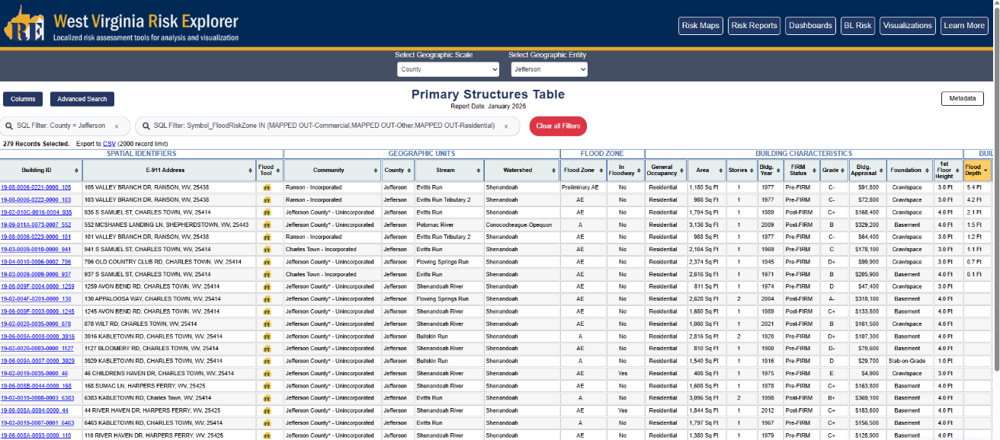 West Virginia Risk Explorer
Localized risk assessment tools for analysis and visualization
Risk Maps Risk Reports Dashboards BL Risk Visualizations Learn More
Select Geographic Scale Select Geographic Entity
County Jefferson
Columns Advanced Search
Primary Structures Table
Report Date: January 2026
Metadata
SQL Filter: County = Jefferson x SQL Filter: Symbol_FloodRiskZone IN (MAPPED OUT-Commercial,MAPPED OUT-Other,MAPPED OUT-Residential) x Clear all Filters
279 Records Selected. Export to CSV (2000 record limit)
SPATIAL IDENTIFIERS GEOGRAPHIC UNITS FLOOD ZONE BUILDING CHARACTERISTICS BUIL
Building ID E-911 Address Flood Tool Community County Stream Watershed Flood Zone In Floodway General Occupancy Area Stories Bldg. Year FIRM Status Grade Bldg. Appraisal Foundation 1st Floor Height Flood Depth
19-08-0006-0221-0000_105 105 VALLEY BRANCH DR, RANSON, WV, 25438 Ranson - Incorporated Jefferson Evitts Run Shenandoah Preliminary AE No Residential 1,180 Sq Ft 1 1977 Pre-FIRM C- $91,800 Crawlspace 3.0 Ft 5.4 Ft
19-08-0006-0222-0000_103 103 VALLEY BRANCH DR, RANSON, WV, 25438 Ranson - Incorporated Jefferson Evitts Run Tributary 2 Shenandoah AE No Residential 988 Sq Ft 1 1977 Pre-FIRM C- $72,800 Crawlspace 3.0 Ft 4.2 Ft
19-02-010C-0016-0004_935 935 S SAMUEL ST, CHARLES TOWN, WV, 25414 Jefferson County* - Unincorporated Jefferson Evitts Run Shenandoah AE No Residential 1,704 Sq Ft 1 1989 Post-FIRM C+ $168,400 Crawlspace 4.0 Ft 2.1 Ft
19-09-011A-0073-0007_552 552 MCSHANES LANDING LN, SHEPHERDSTOWN, WV, 25443 Jefferson County* - Unincorporated Jefferson Potomac River Conococheague-Opequon A No Residential 3,136 Sq Ft 1 2009 Post-FIRM B $329,200 Basement 4.0 Ft 1.5 Ft
19-08-0006-0223-0000_101 101 VALLEY BRANCH DR, RANSON, WV, 25438 Ranson - Incorporated Jefferson Evitts Run Tributary 2 Shenandoah AE No Residential 988 Sq Ft 1 1977 Pre-FIRM C- $64,400 Crawlspace 3.0 Ft 1.2 Ft
19-03-0009-0010-0000_941 941 S SAMUEL ST, CHARLES TOWN, WV, 25414 Charles Town - Incorporated Jefferson Evitts Run Shenandoah AE No Residential 2,104 Sq Ft 1 1969 Pre-FIRM C $178,100 Crawlspace 3.0 Ft 1.1 Ft
19-04-0010-0006-0002_796 796 OLD COUNTRY CLUB RD, CHARLES TOWN, WV, 25414 Jefferson County* - Unincorporated Jefferson Flowing Springs Run Shenandoah AE No Residential 2,374 Sq Ft 1 1945 Pre-FIRM D+ $99,900 Crawlspace 3.0 Ft 0.7 Ft
19-03-0009-0009-0000_937 937 S SAMUEL ST, CHARLES TOWN, WV, 25414 Charles Town - Incorporated Jefferson Evitts Run Shenandoah AE No Residential 2,616 Sq Ft 1 1971 Pre-FIRM B $205,900 Basement 4.0 Ft 0.1 Ft
19-06-009F-0004-0000_1259 1259 AVON BEND RD, CHARLES TOWN, WV, 25414 Jefferson County* - Unincorporated Jefferson Shenandoah River Shenandoah AE No Residential 811 Sq Ft 1 1974 Pre-FIRM D $47,400 Crawlspace 3.0 Ft
19-02-004F-0201-0000_130 130 APPALOOSA WAY, CHARLES TOWN, WV, 25414 Jefferson County* - Unincorporated Jefferson Flowing Springs Run Shenandoah AE No Residential 2,628 Sq Ft 2 2004 Post-FIRM A- $318,100 Basement 4.0 Ft
19-06-009F-0003-0000_1245 1245 AVON BEND RD, CHARLES TOWN, WV, 25414 Jefferson County* - Unincorporated Jefferson Shenandoah River Shenandoah AE No Residential 1,680 Sq Ft 1 1989 Post-FIRM C+ $133,800 Basement 4.0 Ft
19-02-0020-0035-0000_878 878 WILT RD, CHARLES TOWN, WV, 25414 Jefferson County* - Unincorporated Jefferson Shenandoah River Shenandoah AE No Residential 1,080 Sq Ft 1 2021 Post-FIRM B $161,500 Crawlspace 4.0 Ft
19-06-009A-0008-0000_3916 3916 KABLETOWN RD, CHARLES TOWN, WV, 25414 Jefferson County* - Unincorporated Jefferson Bullskin Run Shenandoah A No Residential 2,816 Sq Ft 2 1920 Pre-FIRM D+ $107,300 Basement 4.0 Ft
19-02-0020-0003-0000_1127 1127 BLOOMERY RD, CHARLES TOWN, WV, 25414 Jefferson County* - Unincorporated Jefferson Shenandoah River Shenandoah AE No Residential 810 Sq Ft 1 1900 Pre-FIRM D- $70,600 Basement 4.0 Ft
19-06-009A-0007-0000_3929 3929 KABLETOWN RD, CHARLES TOWN, WV, 25414 Jefferson County* - Unincorporated Jefferson Bullskin Run Shenandoah A No Residential 1,540 Sq Ft 1 1916 Pre-FIRM D $29,700 Slab-on-Grade 1.0 Ft
19-02-0019-0035-0000_46 46 CHILDRENS HAVEN DR, CHARLES TOWN, WV, 25414 Jefferson County* - Unincorporated Jefferson Shenandoah River Shenandoah AE Yes Residential 408 Sq Ft 1 1975 Pre-FIRM E $4,900 Crawlspace 3.0 Ft
19-06-008B-0044-0000_168 168 SUMAC LN, HARPERS FERRY, WV, 25425 Jefferson County* - Unincorporated Jefferson Shenandoah River Shenandoah AE No Residential 1,608 Sq Ft 1 1978 Pre-FIRM C+ $163,800 Basement 4.0 Ft
19-02-0019-0008-0003_6383 6383 KABLETOWN RD, Charles Town, WV, 25414 Jefferson County* - Unincorporated Jefferson Evitts Run Shenandoah A No Residential 3,096 Sq Ft 2 1998 Post-FIRM B+ $369,100 Basement 4.0 Ft
19-06-008A-0094-0000_44 44 RIVER HAVEN DR, HARPERS FERRY, WV, 25425 Jefferson County* - Unincorporated Jefferson Shenandoah River Shenandoah AE Yes Residential 1,844 Sq Ft 1 2012 Post-FIRM C+ $183,600 Crawlspace 4.0 Ft
19-02-0019-0007-0001_6463 6463 KABLETOWN RD, CHARLES TOWN, WV, 25414 Jefferson County* - Unincorporated Jefferson Evitts Run Shenandoah A No Residential 1,797 Sq Ft 1 1967 Pre-FIRM C+ $156,500 Basement 4.0 Ft
19-06-008A-0093-0000_110 110 RIVER HAVEN DR, HARPERS FERRY, WV, 25425 Jefferson County* - Unincorporated Jefferson Shenandoah River Shenandoah AE No Residential 1,380 Sq Ft 1 1979 Pre-FIRM C+ $128,900 Basement 4.0 Ft